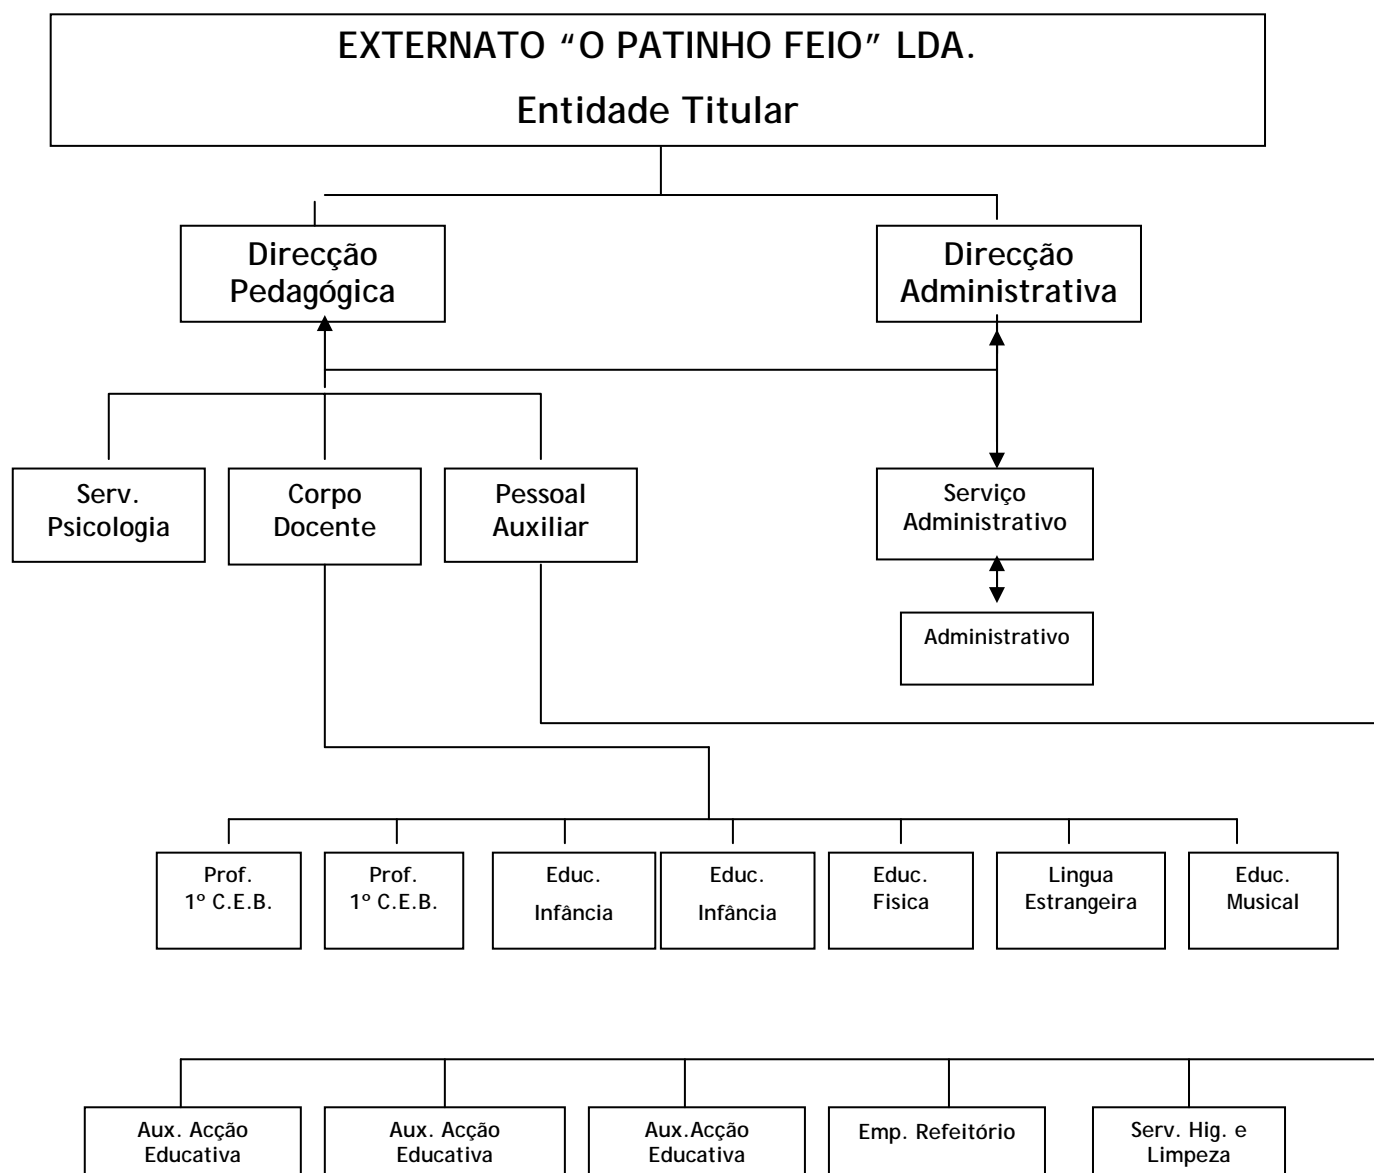 EXTERNATO “O PATINHO FEIO” LDA.
Entidade Titular
Direcção
Pedagógica
Direcção
Administrativa
Serv.
Psicologia
Corpo
Docente
Pessoal
Auxiliar
Serviço
Administrativo
Administrativo
Prof.
1º C.E.B.
Prof.
1º C.E.B.
Educ.
Infância
Educ.
Infância
Educ.
Fisica
Lingua
Estrangeira
Educ.
Musical
Aux. Acção
Educativa
Aux. Acção
Educativa
Aux.Acção
Educativa
Emp. Refeitório
Serv. Hig. e
Limpeza